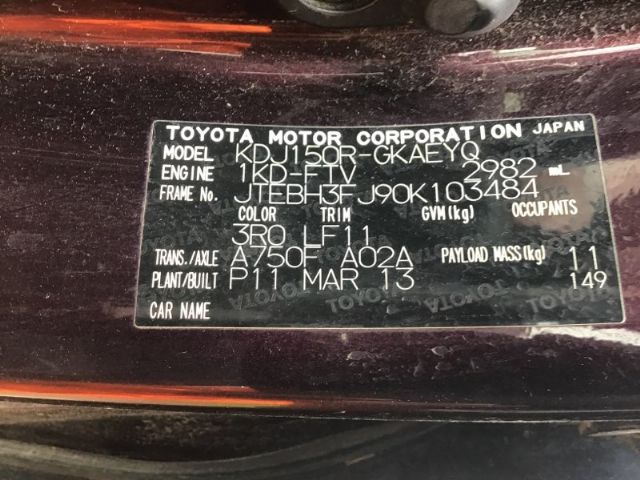 TOYOTA MOTOR CORPORATION JAPAN
MODEL KDJ150R-GKAEYQ
ENGINE 1KD-FTV 2982 mL
FRAME No. JTEBH3FJ90K103484
COLOR TRIM GVM(kg) OCCUPANTS
3R0 LF11
TRANS./AXLE A750F A02A PAYLOAD MASS(kg) 11
PLANT/BUILT P11 MAR 13 149
CAR NAME